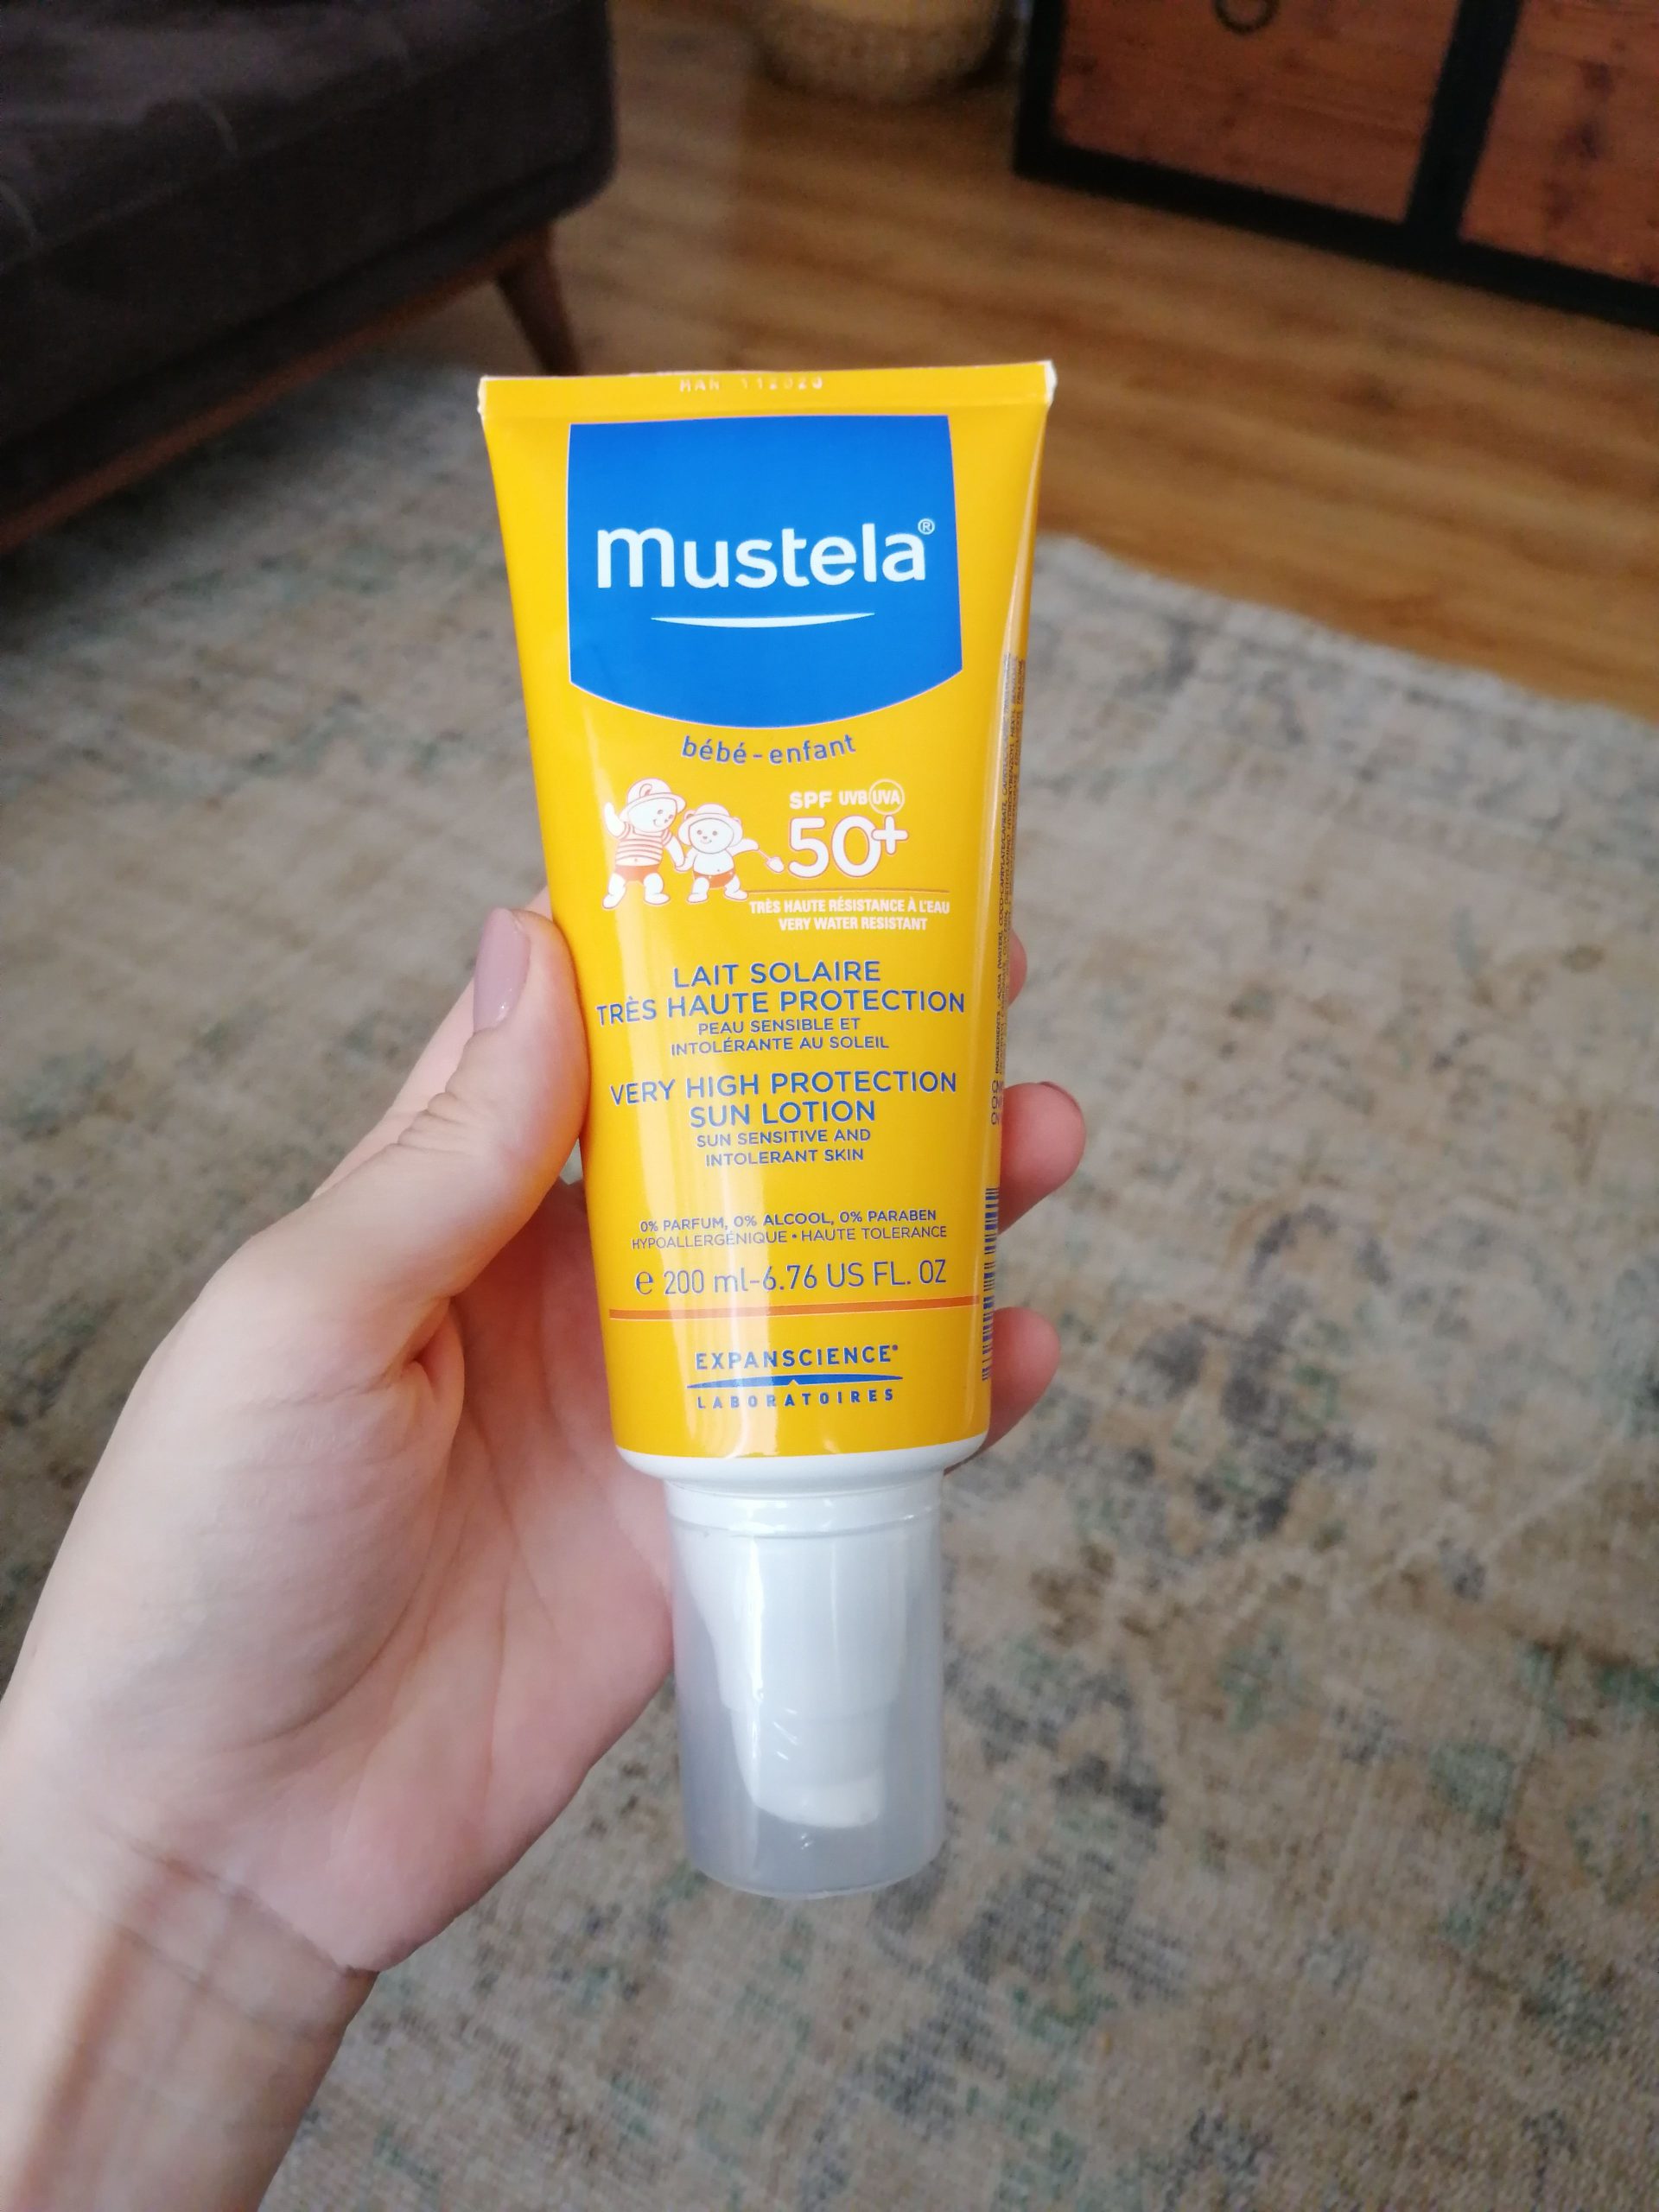 mustela®
bébé-enfant
SPF UVB UVA
50+
TRÈS HAUTE RÉSISTANCE À L'EAU
VERY WATER RESISTANT
LAIT SOLAIRE
TRÈS HAUTE PROTECTION
PEAU SENSIBLE ET
INTOLÉRANTE AU SOLEIL
VERY HIGH PROTECTION
SUN LOTION
SUN SENSITIVE AND
INTOLERANT SKIN
0% PARFUM, 0% ALCOOL, 0% PARABEN
HYPOALLERGÉNIQUE • HAUTE TOLERANCE
e 200 ml-6.76 US FL. OZ
EXPANSCIENCE®
LABORATOIRES